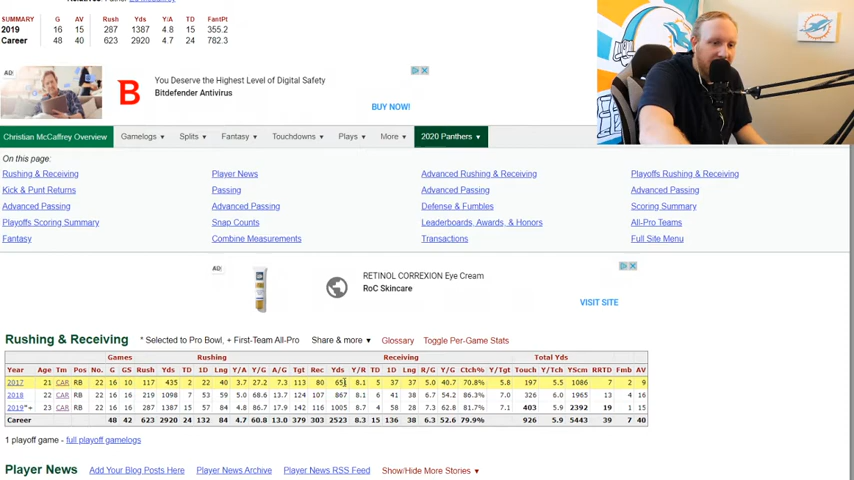 SUMMARY G AV Rush Yds Y/A TD FantPt
2019 16 15 287 1387 4.8 15 355.2
Career 48 40 623 2920 4.7 24 782.3
AD
You Deserve the Highest Level of Digital Safety
Bitdefender Antivirus
B
BUY NOW!
Christian McCaffrey Overview Gamelogs Splits Fantasy Touchdowns Plays More 2020 Panthers
On this page:
Rushing & Receiving Player News Advanced Rushing & Receiving Playoffs Rushing & Receiving
Kick & Punt Returns Passing Advanced Passing Advanced Passing
Advanced Passing Advanced Passing Defense & Fumbles Scoring Summary
Playoffs Scoring Summary Snap Counts Leaderboards, Awards, & Honors All-Pro Teams
Fantasy Combine Measurements Transactions Full Site Menu
AD
RETINOL CORREXION Eye Cream
RoC Skincare
VISIT SITE
Rushing & Receiving * Selected to Pro Bowl, + First-Team All-Pro Share & more Glossary Toggle Per-Game Stats
Games Rushing Receiving Total Yds
Year Age Tm Pos No. G GS Rush Yds TD 1D Lng Y/A Y/G A/G Tgt Rec Yds Y/R TD 1D Lng R/G Y/G Ctch% Y/Tgt Touch Y/Tch YScm RRTD Fmb AV
2017 21 CAR RB 22 16 10 117 435 2 22 40 3.7 27.2 7.3 113 80 651 8.1 5 37 37 5.0 40.7 70.8% 5.8 197 5.5 1086 7 2 9
2018 22 CAR RB 22 16 16 219 1098 7 53 59 5.0 68.6 13.7 124 107 867 8.1 6 41 38 6.7 54.2 86.3% 7.0 326 6.0 1965 13 4 16
2019*+ 23 CAR RB 22 16 16 287 1387 15 57 84 4.8 86.7 17.9 142 116 1005 8.7 4 58 28 7.3 62.8 81.7% 7.1 403 5.9 2392 19 1 15
Career 48 42 623 2920 24 132 84 4.7 60.8 13.0 379 303 2523 8.3 15 136 38 6.3 52.6 79.9% 926 5.9 5443 39 7 40
1 playoff game - full playoff gamelogs
Player News Add Your Blog Posts Here Player News Archive Player News RSS Feed Show/Hide More Stories